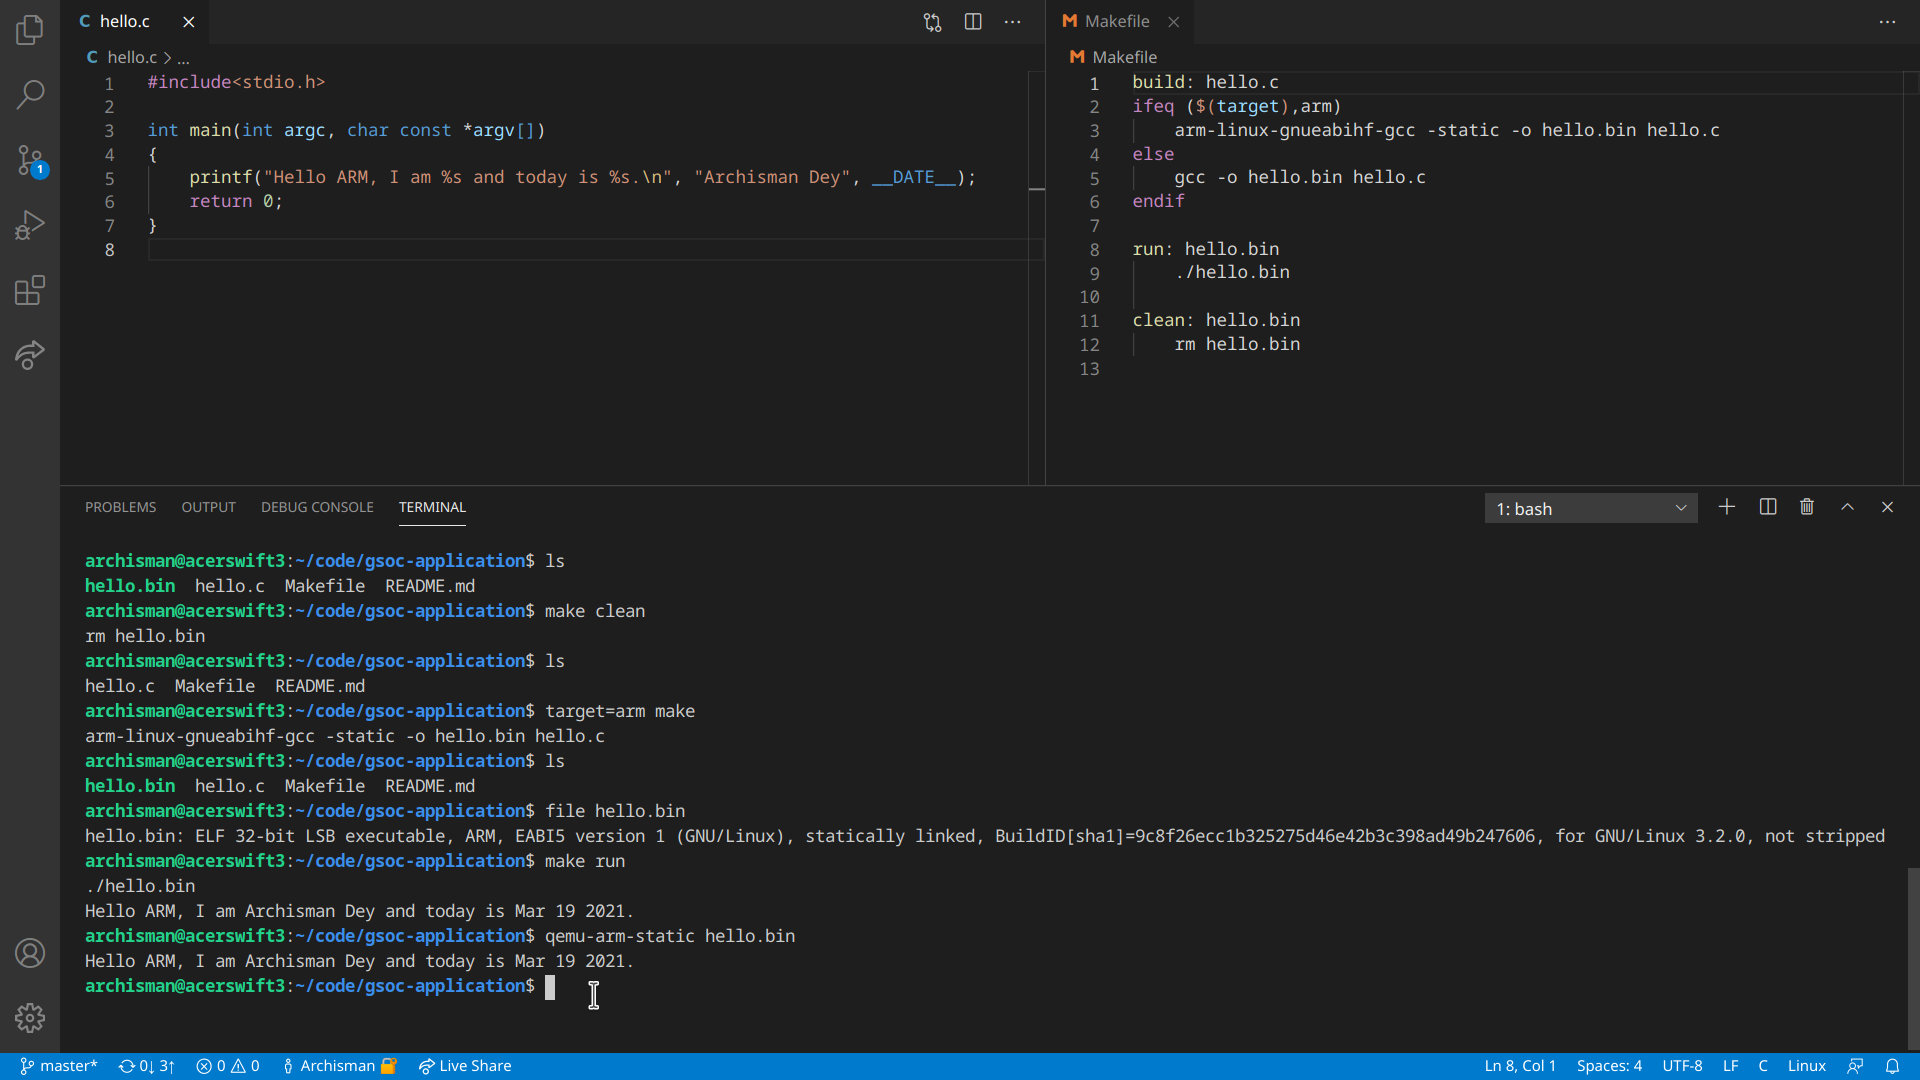 C hello.c
C hello.c > ...
1 #include<stdio.h>
2
3 int main(int argc, char const *argv[])
4 {
5 printf("Hello ARM, I am %s and today is %s.\n", "Archisman Dey", __DATE__);
6 return 0;
7 }
8
M Makefile
M Makefile
1 build: hello.c
2 ifeq ($(target),arm)
3 arm-linux-gnueabihf-gcc -static -o hello.bin hello.c
4 else
5 gcc -o hello.bin hello.c
6 endif
7
8 run: hello.bin
9 ./hello.bin
10
11 clean: hello.bin
12 rm hello.bin
13
1
PROBLEMS OUTPUT DEBUG CONSOLE TERMINAL
1: bash
archisman@acerswift3:~/code/gsoc-application$ ls
hello.bin hello.c Makefile README.md
archisman@acerswift3:~/code/gsoc-application$ make clean
rm hello.bin
archisman@acerswift3:~/code/gsoc-application$ ls
hello.c Makefile README.md
archisman@acerswift3:~/code/gsoc-application$ target=arm make
arm-linux-gnueabihf-gcc -static -o hello.bin hello.c
archisman@acerswift3:~/code/gsoc-application$ ls
hello.bin hello.c Makefile README.md
archisman@acerswift3:~/code/gsoc-application$ file hello.bin
hello.bin: ELF 32-bit LSB executable, ARM, EABI5 version 1 (GNU/Linux), statically linked, BuildID[sha1]=9c8f26ecc1b325275d46e42b3c398ad49b247606, for GNU/Linux 3.2.0, not stripped
archisman@acerswift3:~/code/gsoc-application$ make run
./hello.bin
Hello ARM, I am Archisman Dey and today is Mar 19 2021.
archisman@acerswift3:~/code/gsoc-application$ qemu-arm-static hello.bin
Hello ARM, I am Archisman Dey and today is Mar 19 2021.
archisman@acerswift3:~/code/gsoc-application$
master* 0↓ 3↑ 0 0 Archisman Live Share Ln 8, Col 1 Spaces: 4 UTF-8 LF C Linux